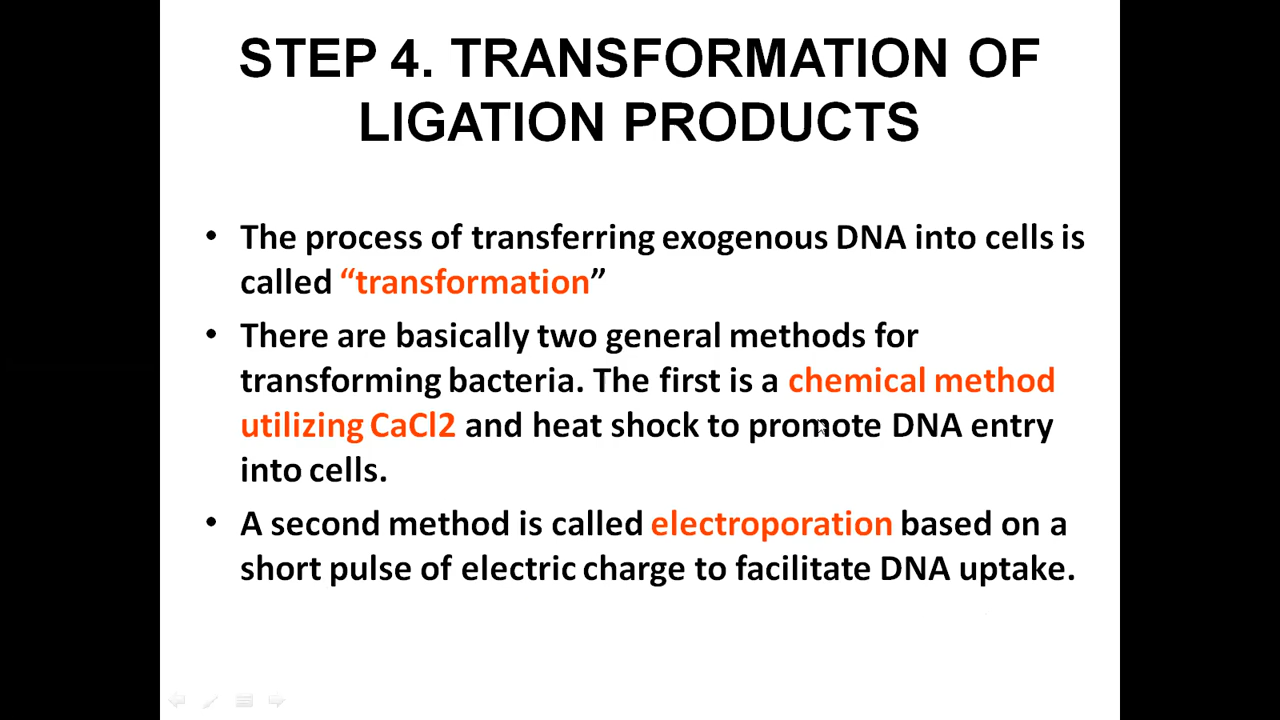 STEP 4. TRANSFORMATION OF
LIGATION PRODUCTS
• The process of transferring exogenous DNA into cells is
called “transformation”
• There are basically two general methods for
transforming bacteria. The first is a chemical method
utilizing CaCl2 and heat shock to promote DNA entry
into cells.
• A second method is called electroporation based on a
short pulse of electric charge to facilitate DNA uptake.